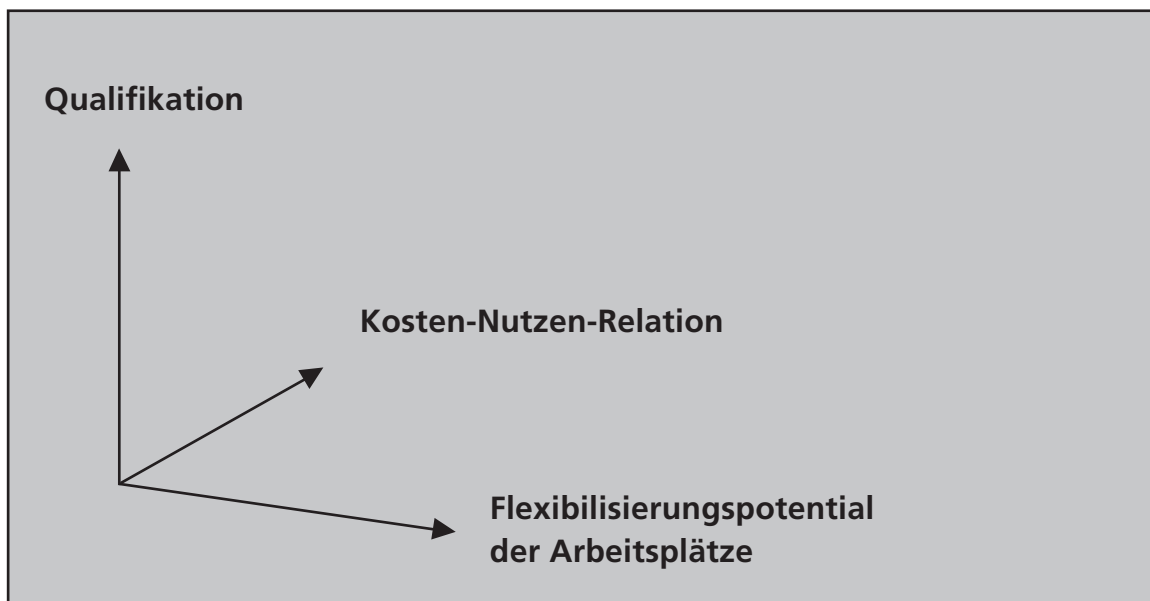 Qualifikation
Kosten-Nutzen-Relation
Flexibilisierungspotential
der Arbeitsplätze